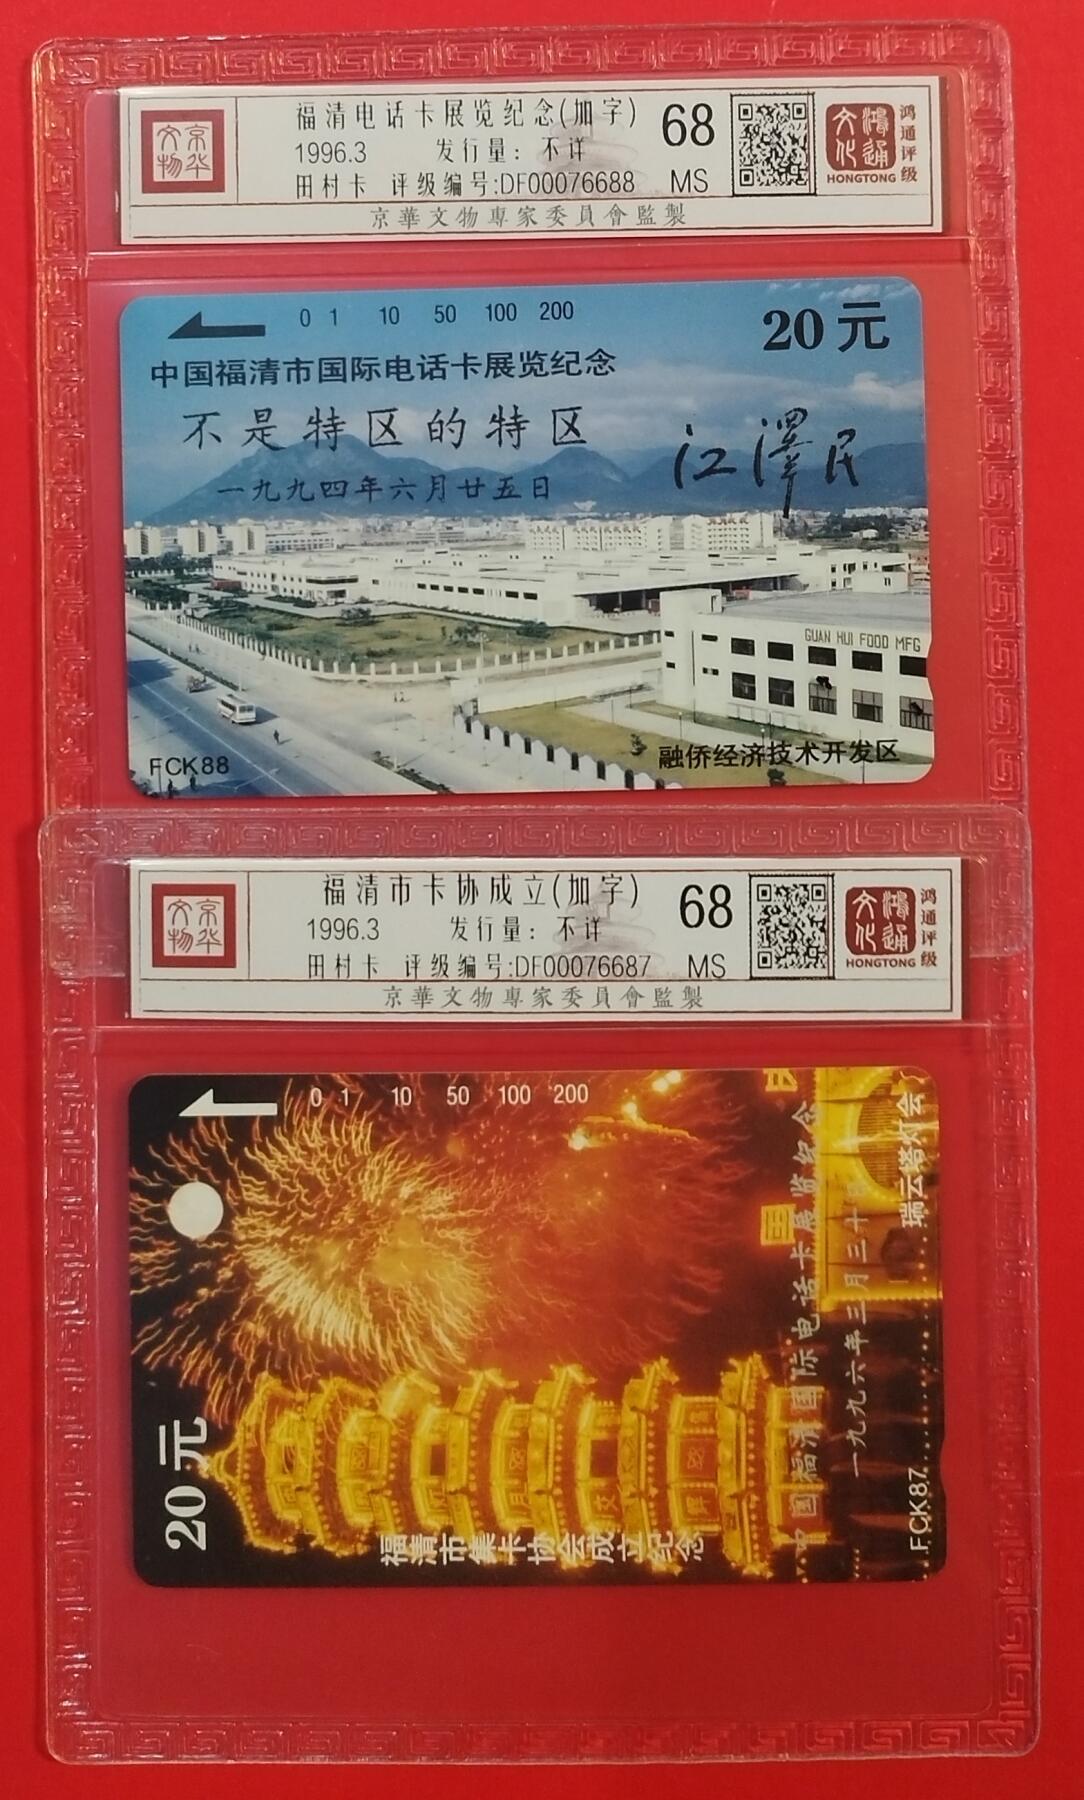 京华文物
福清电话卡展览纪念(加字)
1996.3 发行量：不详
田村卡 评级编号:DF00076688
68
MS
鸿通文化
HONGTONG
鸿通评级
京華文物專家委員會監製
0 1 10 50 100 200
20元
中国福清市国际电话卡展览纪念
不是特区的特区
江澤民
一九九四年六月廿五日
GUAN HUI FOOD MFG
FCK88
融侨经济技术开发区
京华文物
福清市卡协成立(加字)
1996.3 发行量：不详
田村卡 评级编号:DF00076687
68
MS
鸿通文化
HONGTONG
鸿通评级
京華文物專家委員會監製
0 1 10 50 100 200
20元
福清市集卡协会成立纪念
中國福清國际电话卡展览纪念
一九九六年三月三十日
瑞云塔灯会
FCK87